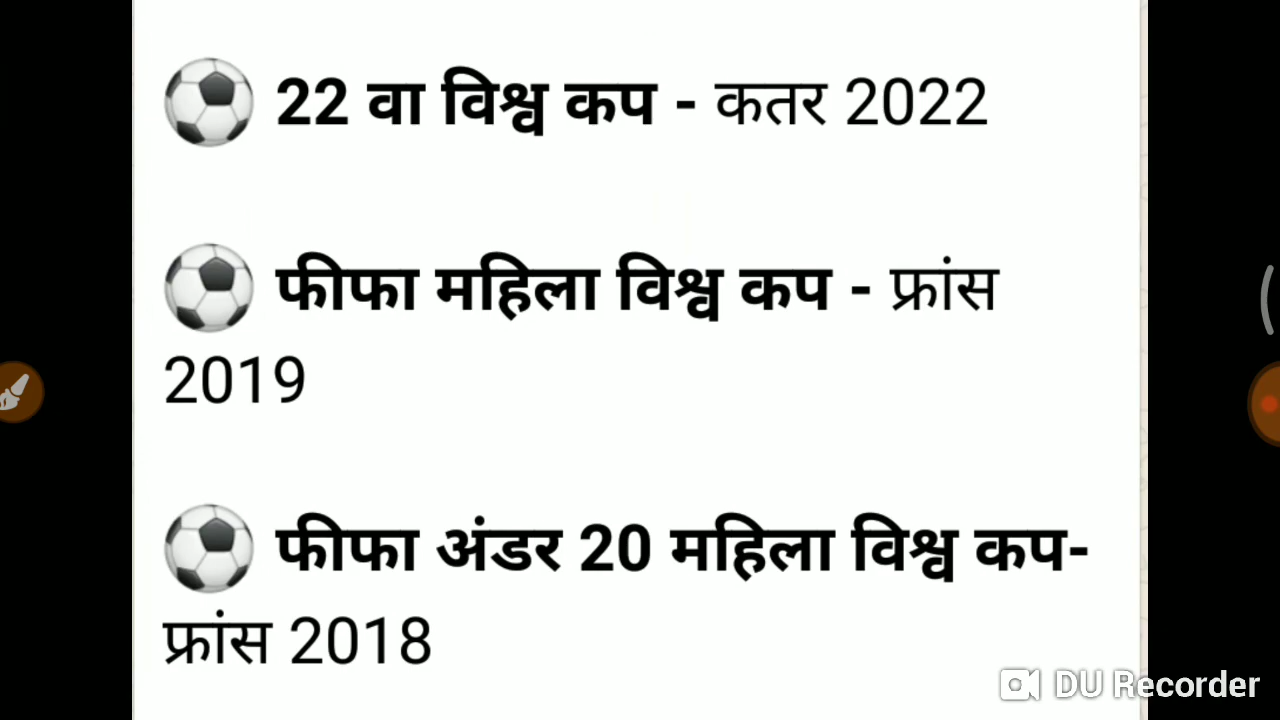 22 वा विश्व कप - कतर 2022
फीफा महिला विश्व कप - फ्रांस
2019
फीफा अंडर 20 महिला विश्व कप-
फ्रांस 2018
DU Recorder